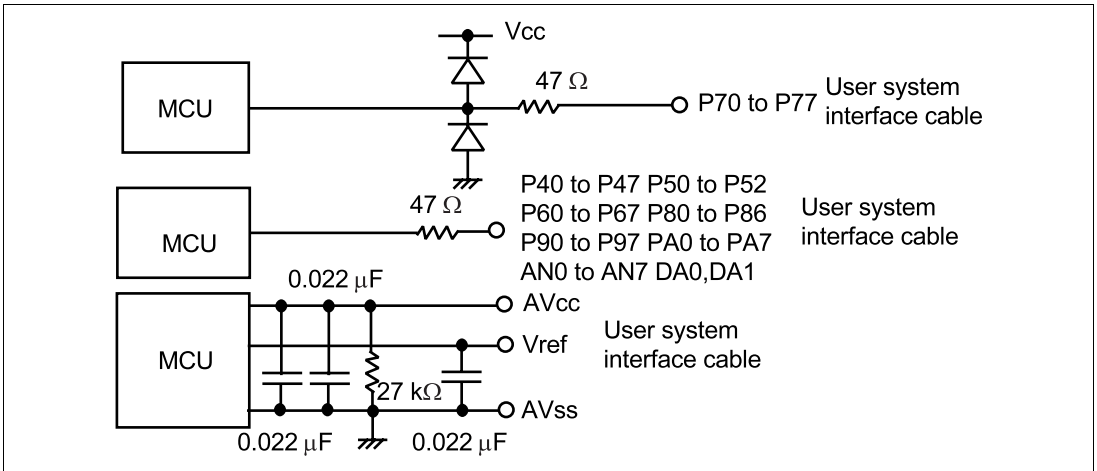 Vcc
MCU
47 Ω
P70 to P77
User system
interface cable
MCU
47 Ω
P40 to P47 P50 to P52
P60 to P67 P80 to P86
P90 to P97 PA0 to PA7
AN0 to AN7 DA0,DA1
User system
interface cable
MCU
0.022 μF
AVcc
Vref
User system
interface cable
27 kΩ
AVss
0.022 μF
0.022 μF